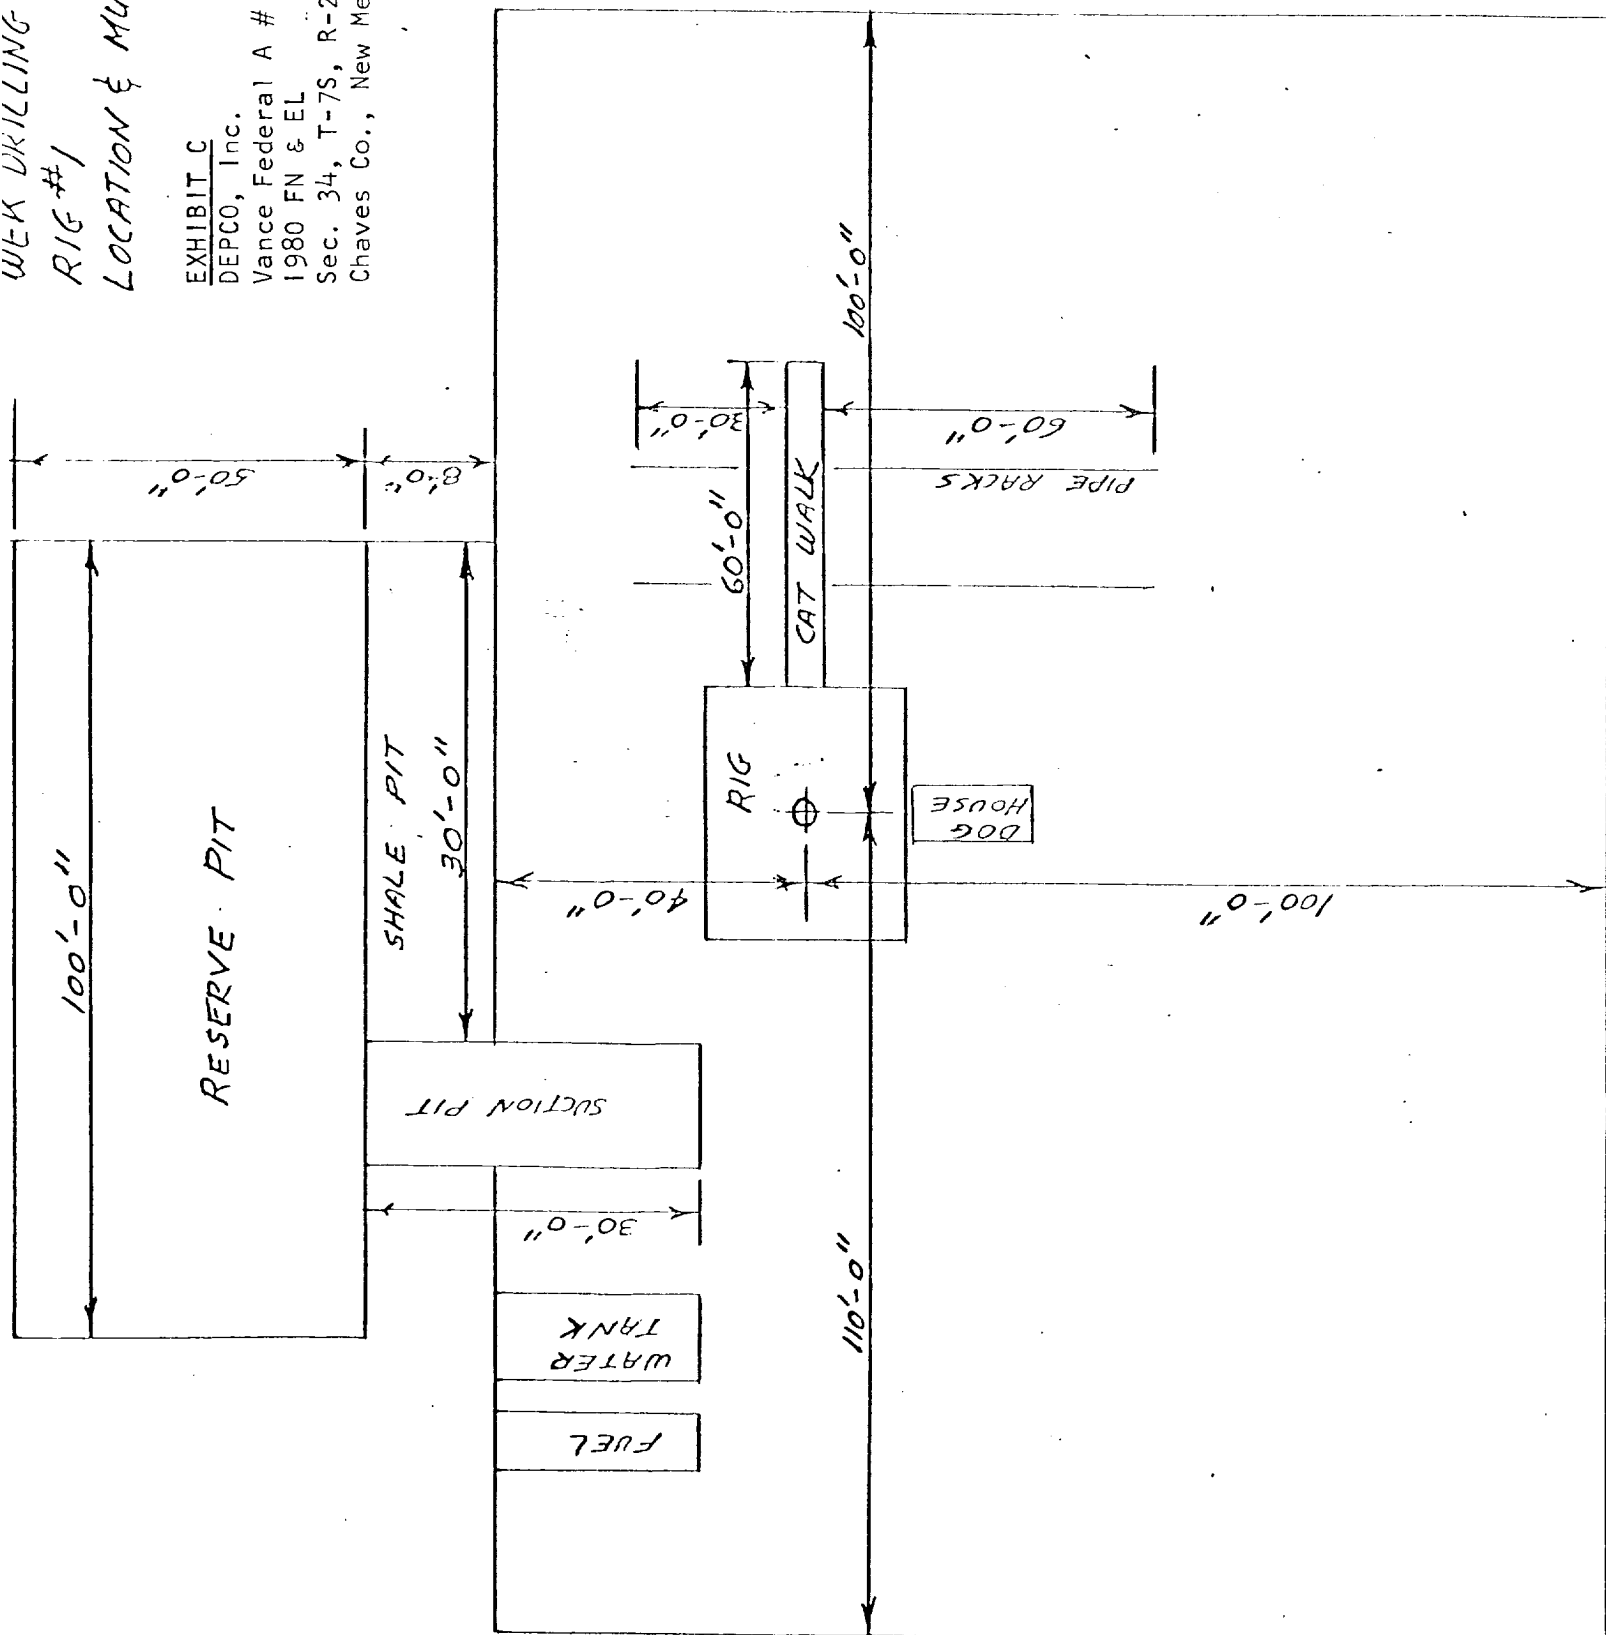 WEK DRILLING
RIG #1
LOCATION &
EXHIBIT C
DEPCO, Inc.
Vance Federal A #
1980 FN & EL
Sec. 34, T-7S,
Chaves Co., New
100'-0"
RESERVE PIT
50'-0"
8'-0"
SHALE PIT
30'-0"
SUCTION PIT
30'-0"
WATER
TANK
FUEL
40'-0"
RIG
60'-0"
CAT WALK
30'-0"
60'-0"
PIPE RACKS
DOG
HOUSE
100'-0"
110'-0"
100'-0"